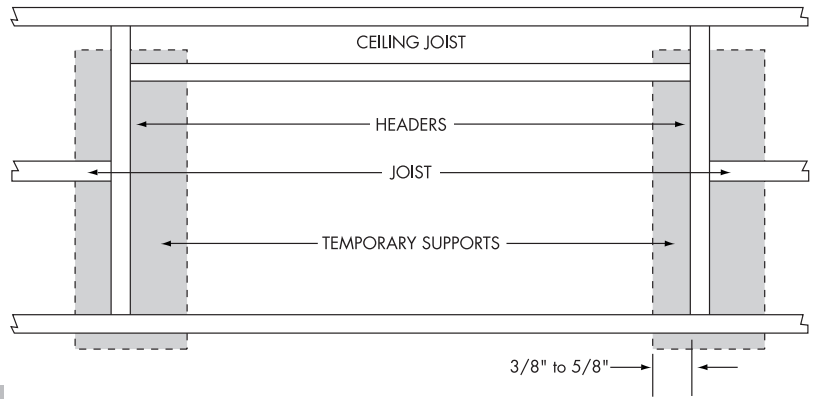 CEILING JOIST
HEADERS
JOIST
TEMPORARY SUPPORTS
3/8" to 5/8"